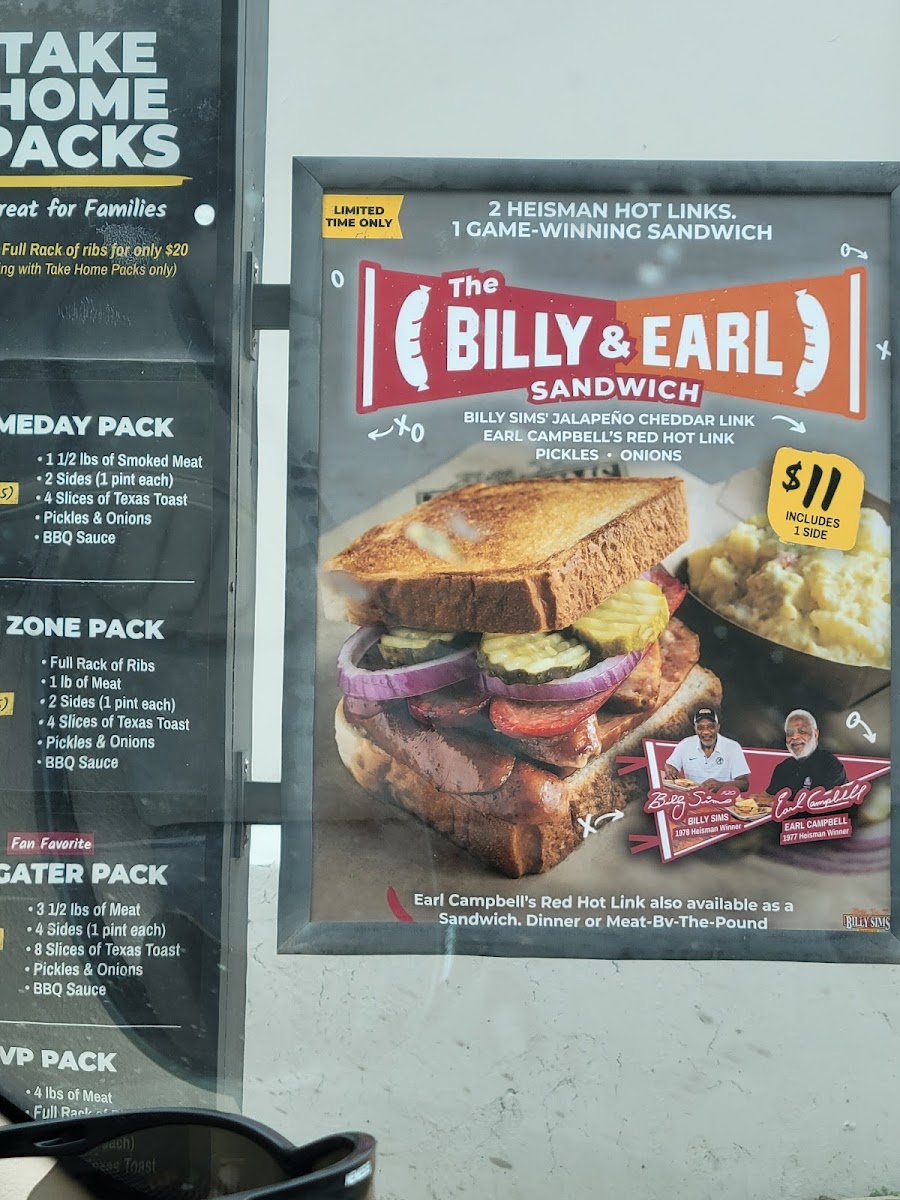 TAKE
HOME
PACKS
reat for Families
Full Rack of ribs for only $20
ing with Take Home Packs only)
MEDAY PACK
• 1 1/2 lbs of Smoked Meat
• 2 Sides (1 pint each)
• 4 Slices of Texas Toast
• Pickles & Onions
• BBQ Sauce
ZONE PACK
• Full Rack of Ribs
• 1 lb of Meat
• 2 Sides (1 pint each)
• 4 Slices of Texas Toast
• Pickles & Onions
• BBQ Sauce
Fan Favorite
GATER PACK
• 3 1/2 lbs of Meat
• 4 Sides (1 pint each)
• 8 Slices of Texas Toast
• Pickles & Onions
• BBQ Sauce
VP PACK
• 4 lbs of Meat
• Full Rack of
each)
Texas Toast
LIMITED
TIME ONLY
2 HEISMAN HOT LINKS.
1 GAME-WINNING SANDWICH
The
BILLY & EARL
SANDWICH
BILLY SIMS' JALAPEÑO CHEDDAR LINK
EARL CAMPBELL'S RED HOT LINK
PICKLES • ONIONS
$11
INCLUDES
1 SIDE
Billy Sims
Earl Campbell
BILLY SIMS
1978 Heisman Winner
EARL CAMPBELL
1977 Heisman Winner
Earl Campbell's Red Hot Link also available as a
Sandwich, Dinner or Meat-By-The-Pound
BILLY SIMS